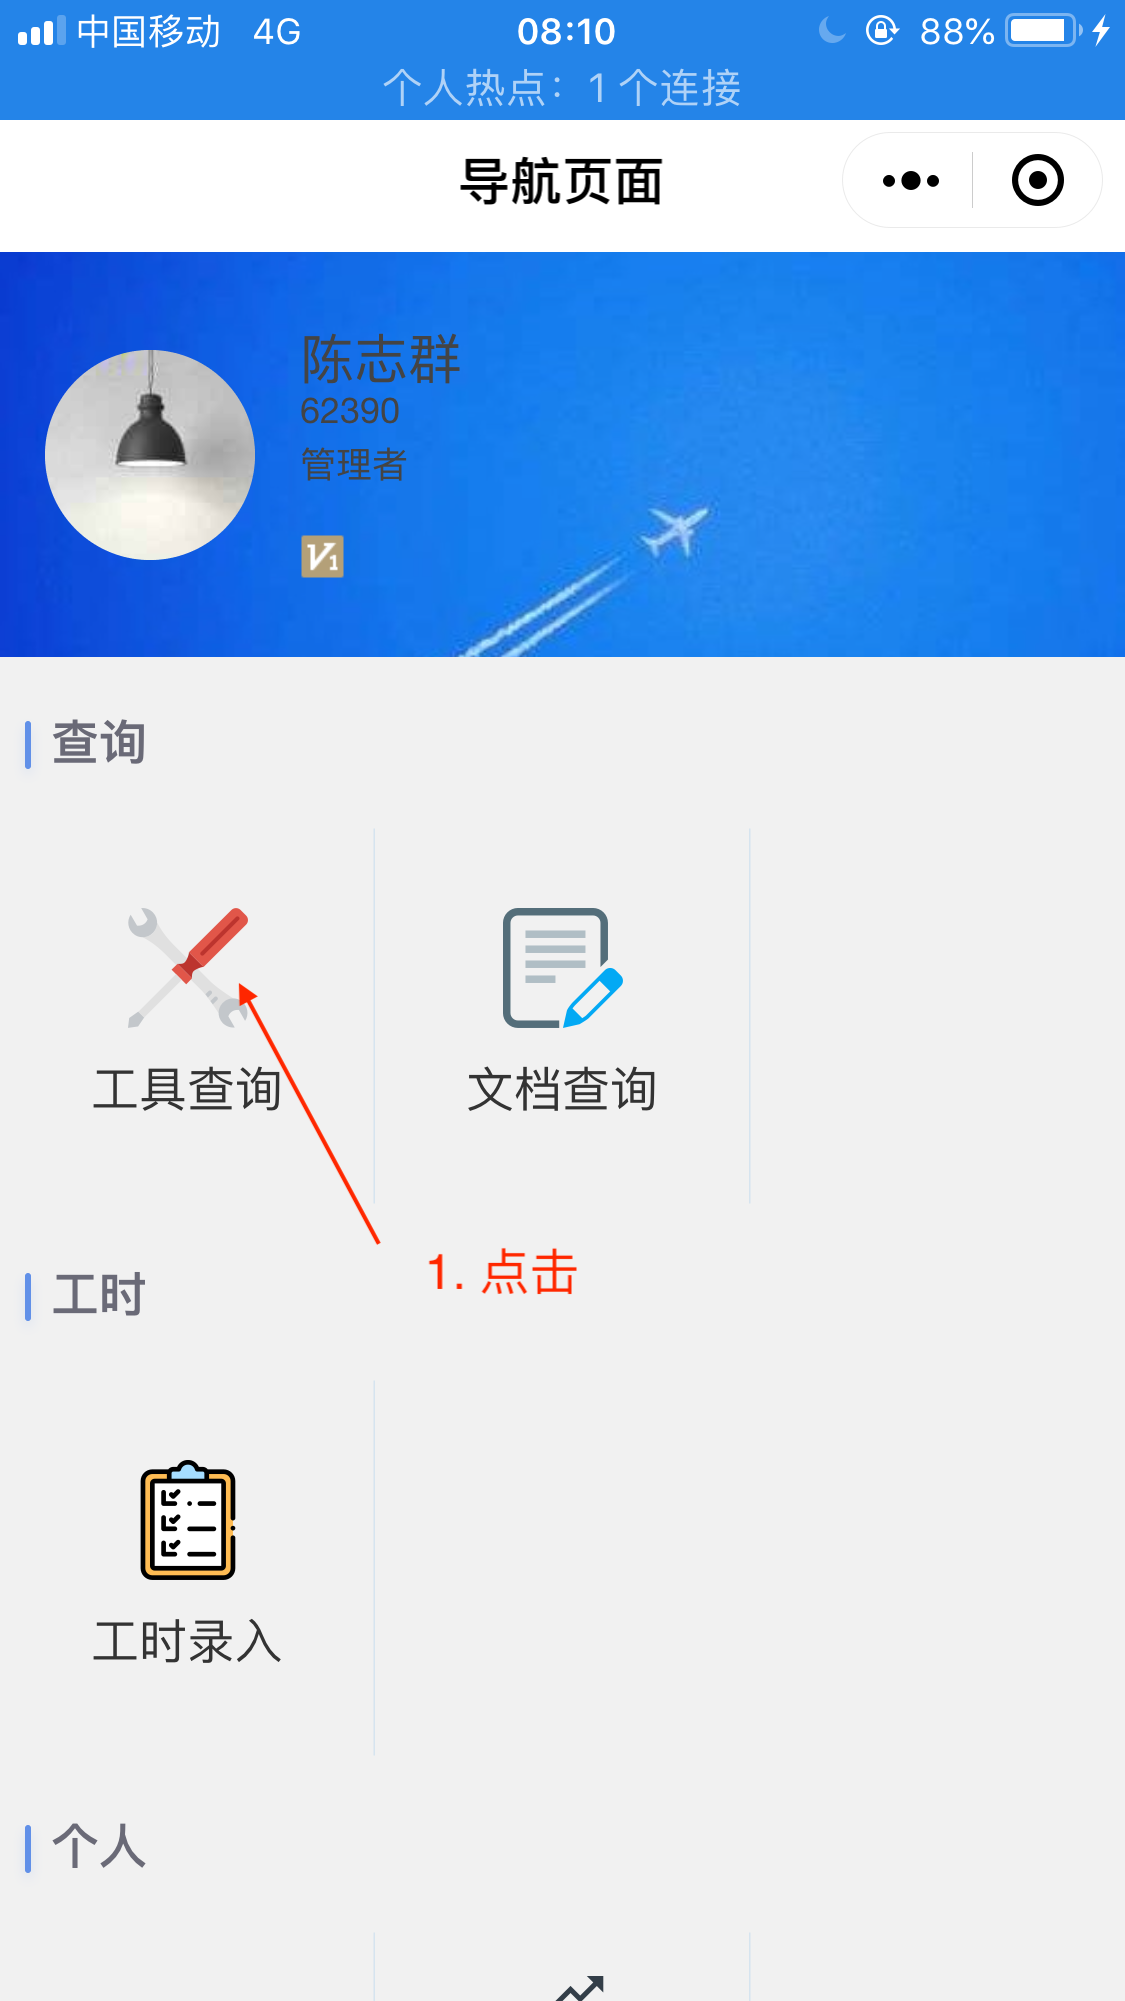 中国移动 4G 08:10 88%
个人热点：1 个连接
导航页面
陈志群
62390
管理者
V1
查询
工具查询 文档查询
1. 点击
工时
工时录入
个人